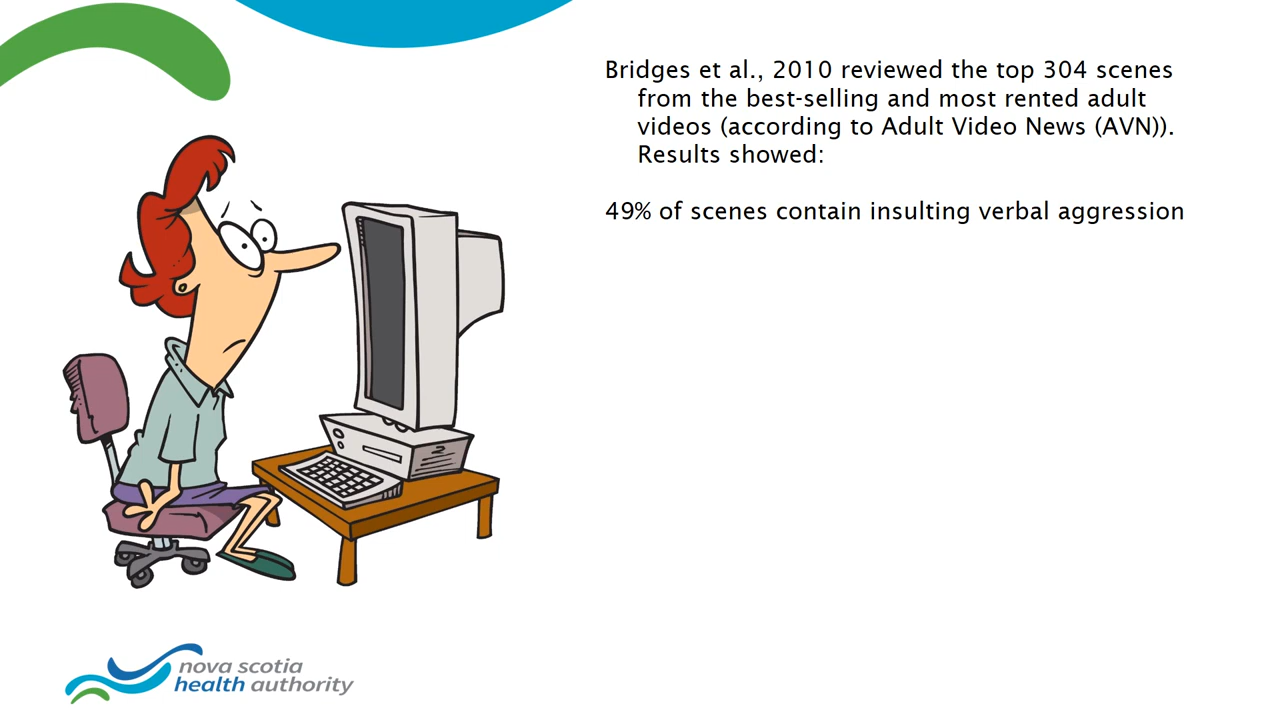 Bridges et al., 2010 reviewed the top 304 scenes
from the best-selling and most rented adult
videos (according to Adult Video News (AVN)).
Results showed:
49% of scenes contain insulting verbal aggression
nova scotia
health authority